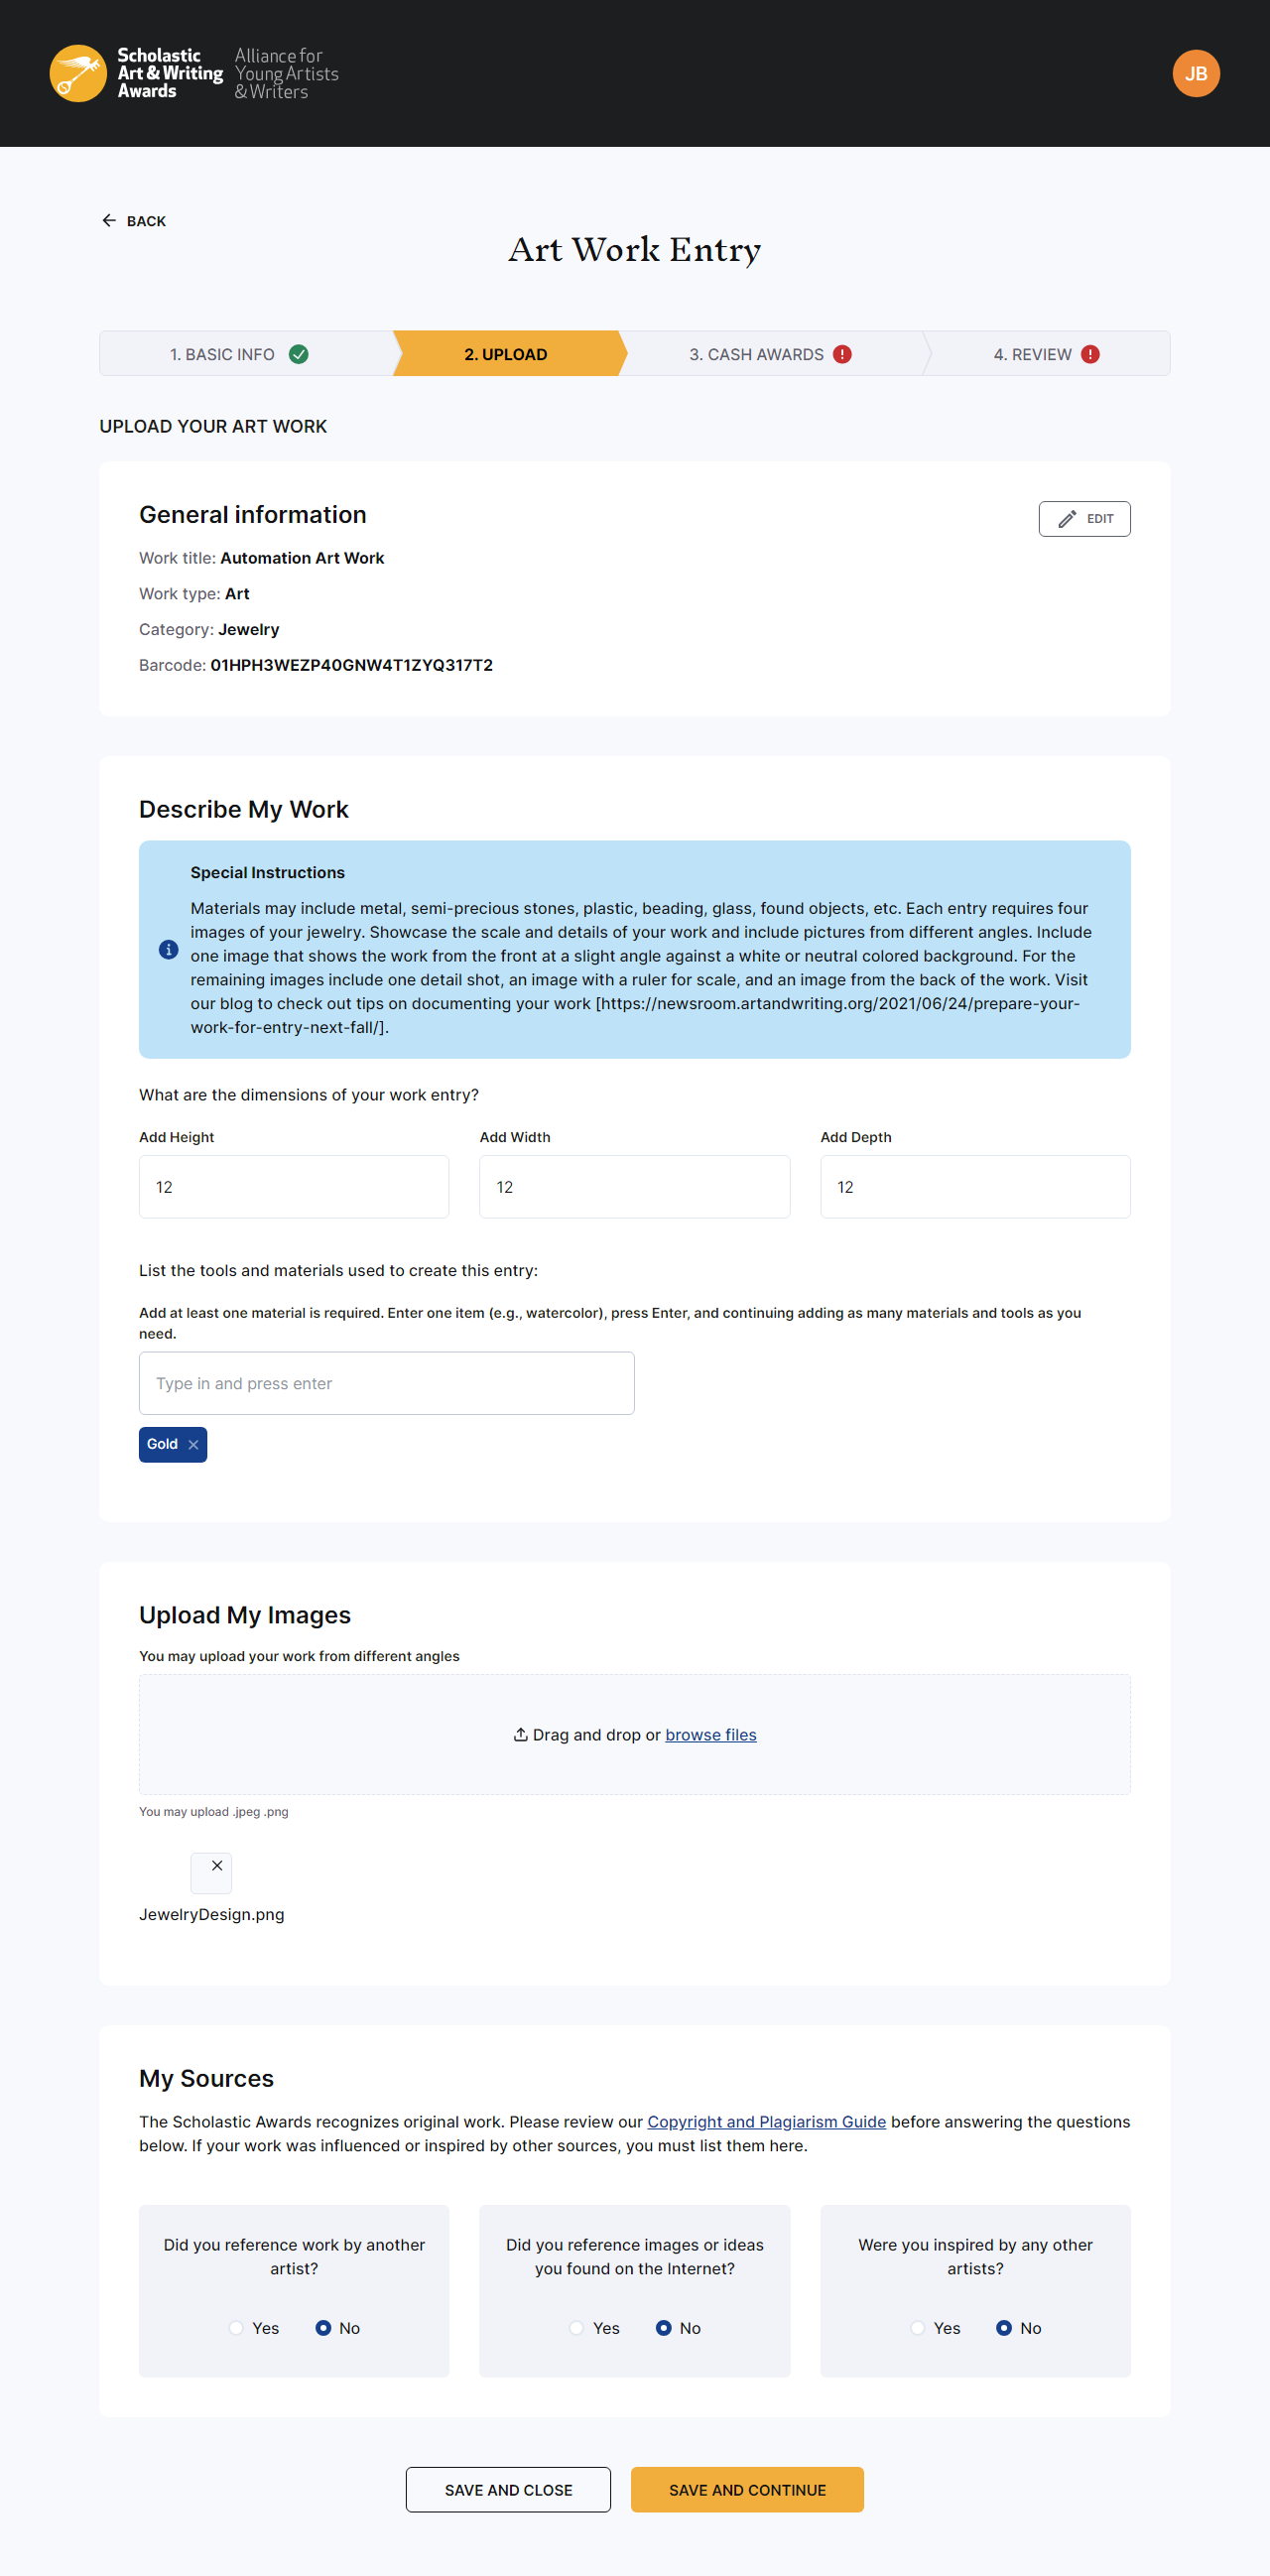 Scholastic
Art & Writing
Awards
Alliance for
Young Artists
& Writers
JB
BACK
Art Work Entry
1. BASIC INFO
2. UPLOAD
3. CASH AWARDS
4. REVIEW
UPLOAD YOUR ART WORK
General information
EDIT
Work title: Automation Art Work
Work type: Art
Category: Jewelry
Barcode: 01HPH3WEZP40GNW4T1ZYQ317T2
Describe My Work
Special Instructions
Materials may include metal, semi-precious stones, plastic, beading, glass, found objects, etc. Each entry requires four
images of your jewelry. Showcase the scale and details of your work and include pictures from different angles. Include
one image that shows the work from the front at a slight angle against a white or neutral colored background. For the
remaining images include one detail shot, an image with a ruler for scale, and an image from the back of the work. Visit
our blog to check out tips on documenting your work [https://newsroom.artandwriting.org/2021/06/24/prepare-your-
work-for-entry-next-fall/].
What are the dimensions of your work entry?
Add Height
Add Width
Add Depth
12
12
12
List the tools and materials used to create this entry:
Add at least one material is required. Enter one item (e.g., watercolor), press Enter, and continuing adding as many materials and tools as you
need.
Type in and press enter
Gold
Upload My Images
You may upload your work from different angles
Drag and drop or browse files
You may upload .jpeg .png
JewelryDesign.png
My Sources
The Scholastic Awards recognizes original work. Please review our Copyright and Plagiarism Guide before answering the questions
below. If your work was influenced or inspired by other sources, you must list them here.
Did you reference work by another
artist?
Yes No
Did you reference images or ideas
you found on the Internet?
Yes No
Were you inspired by any other
artists?
Yes No
SAVE AND CLOSE
SAVE AND CONTINUE